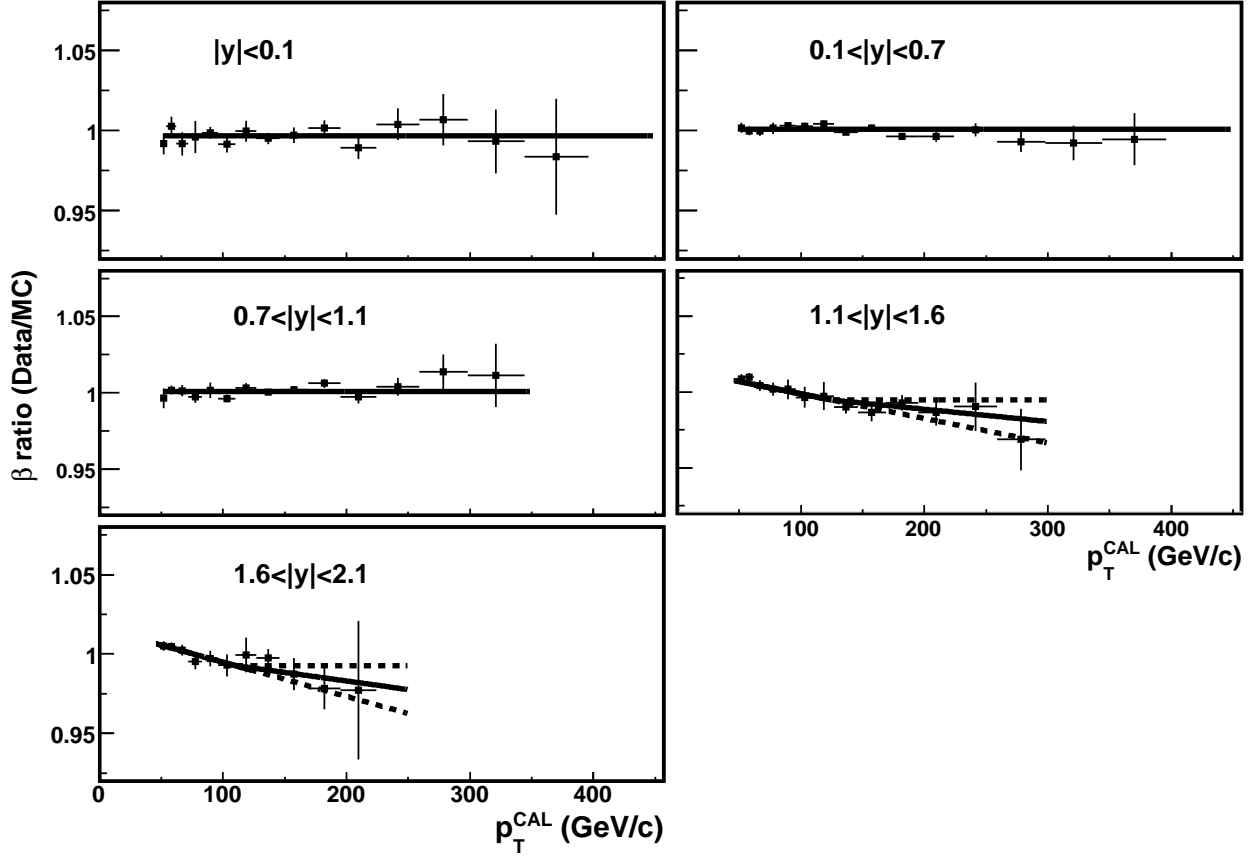 |y|<0.1
0.1<|y|<0.7
1.05
1
0.95
0.7<|y|<1.1
1.1<|y|<1.6
1.05
1
0.95
0 100 200 300 400
p_T^CAL (GeV/c)
1.6<|y|<2.1
1.05
1
0.95
0 100 200 300 400
p_T^CAL (GeV/c)
β ratio (Data/MC)